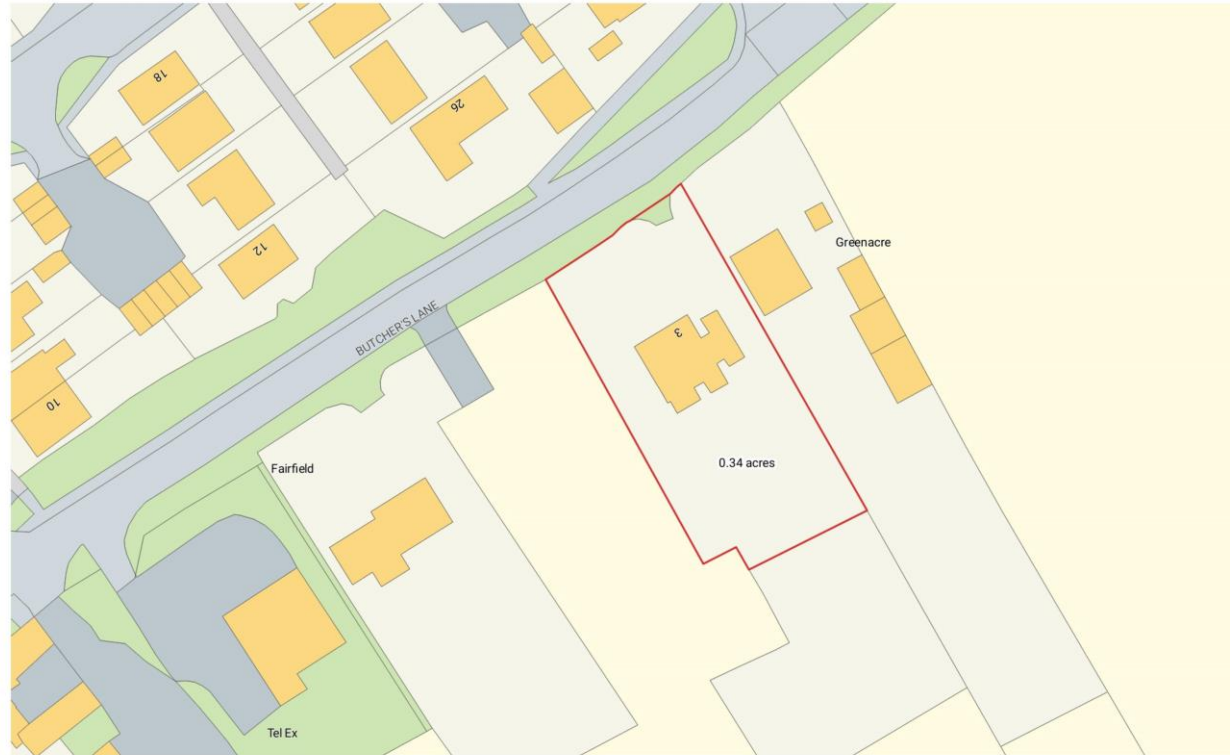 18
26
12
Greenacre
BUTCHER'S LANE
3
10
0.34 acres
Fairfield
Tel Ex